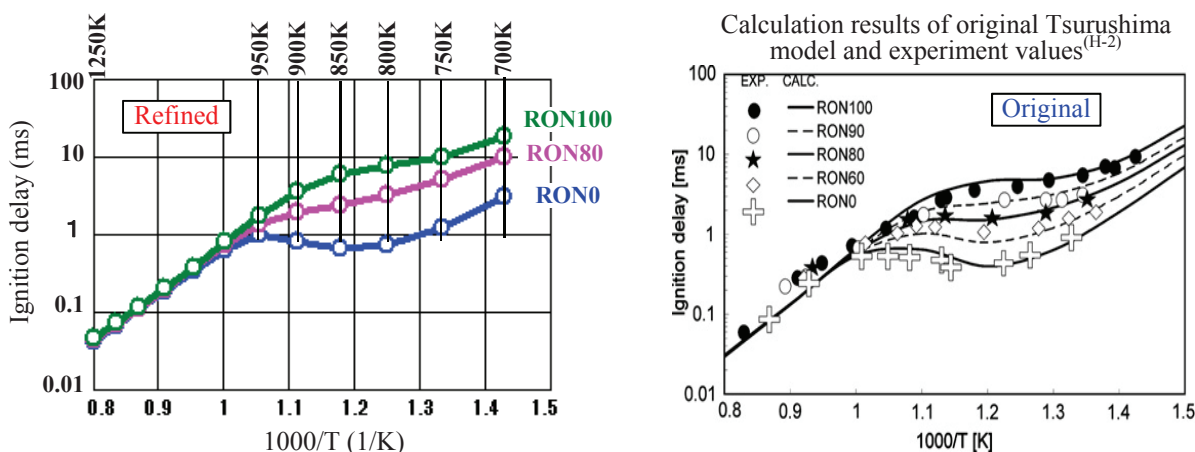 1250K
950K
900K
850K
800K
750K
700K
100
10
1
0.1
0.01
Ignition delay (ms)
Refined
RON100
RON80
RON0
0.8 0.9 1 1.1 1.2 1.3 1.4 1.5
1000/T (1/K)
Calculation results of original Tsurushima
model and experiment values(H-2)
100
10
1
0.1
0.01
Ignition delay [ms]
EXP. CALC.
RON100
RON90
RON80
RON60
RON0
Original
0.8 0.9 1 1.1 1.2 1.3 1.4 1.5
1000/T [K]